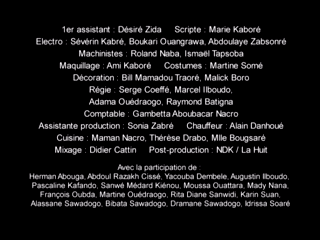 1er assistant : Désiré Zida Scripte : Marie Kaboré
Electro : Sévérin Kabré, Boukari Ouangrawa, Abdoulaye Zabsonré
Machinistes : Roland Naba, Ismaël Tapsoba
Maquillage : Ami Kaboré Costumes : Martine Somé
Décoration : Bill Mamadou Traoré, Malick Boro
Régie : Serge Coeffé, Marcel Ilboudo,
Adama Ouédraogo, Raymond Batigna
Comptable : Gambetta Aboubacar Nacro
Assistante production : Sonia Zabré Chauffeur : Alain Danhoué
Cuisine : Maman Nacro, Thérèse Drabo, Mlle Bougsaré
Mixage : Didier Cattin Post-production : NDK / La Huit
Avec la participation de :
Herman Abouga, Abdoul Razakh Cissé, Yacouba Dembele, Augustin Ilboudo,
Pascaline Kafando, Sanwé Médard Kiénou, Moussa Ouattara, Mady Nana,
François Oubda, Martine Ouédraogo, Rita Diane Sanwidi, Karin Suan,
Alassane Sawadogo, Bibata Sawadogo, Dramane Sawadogo, Idrissa Soaré